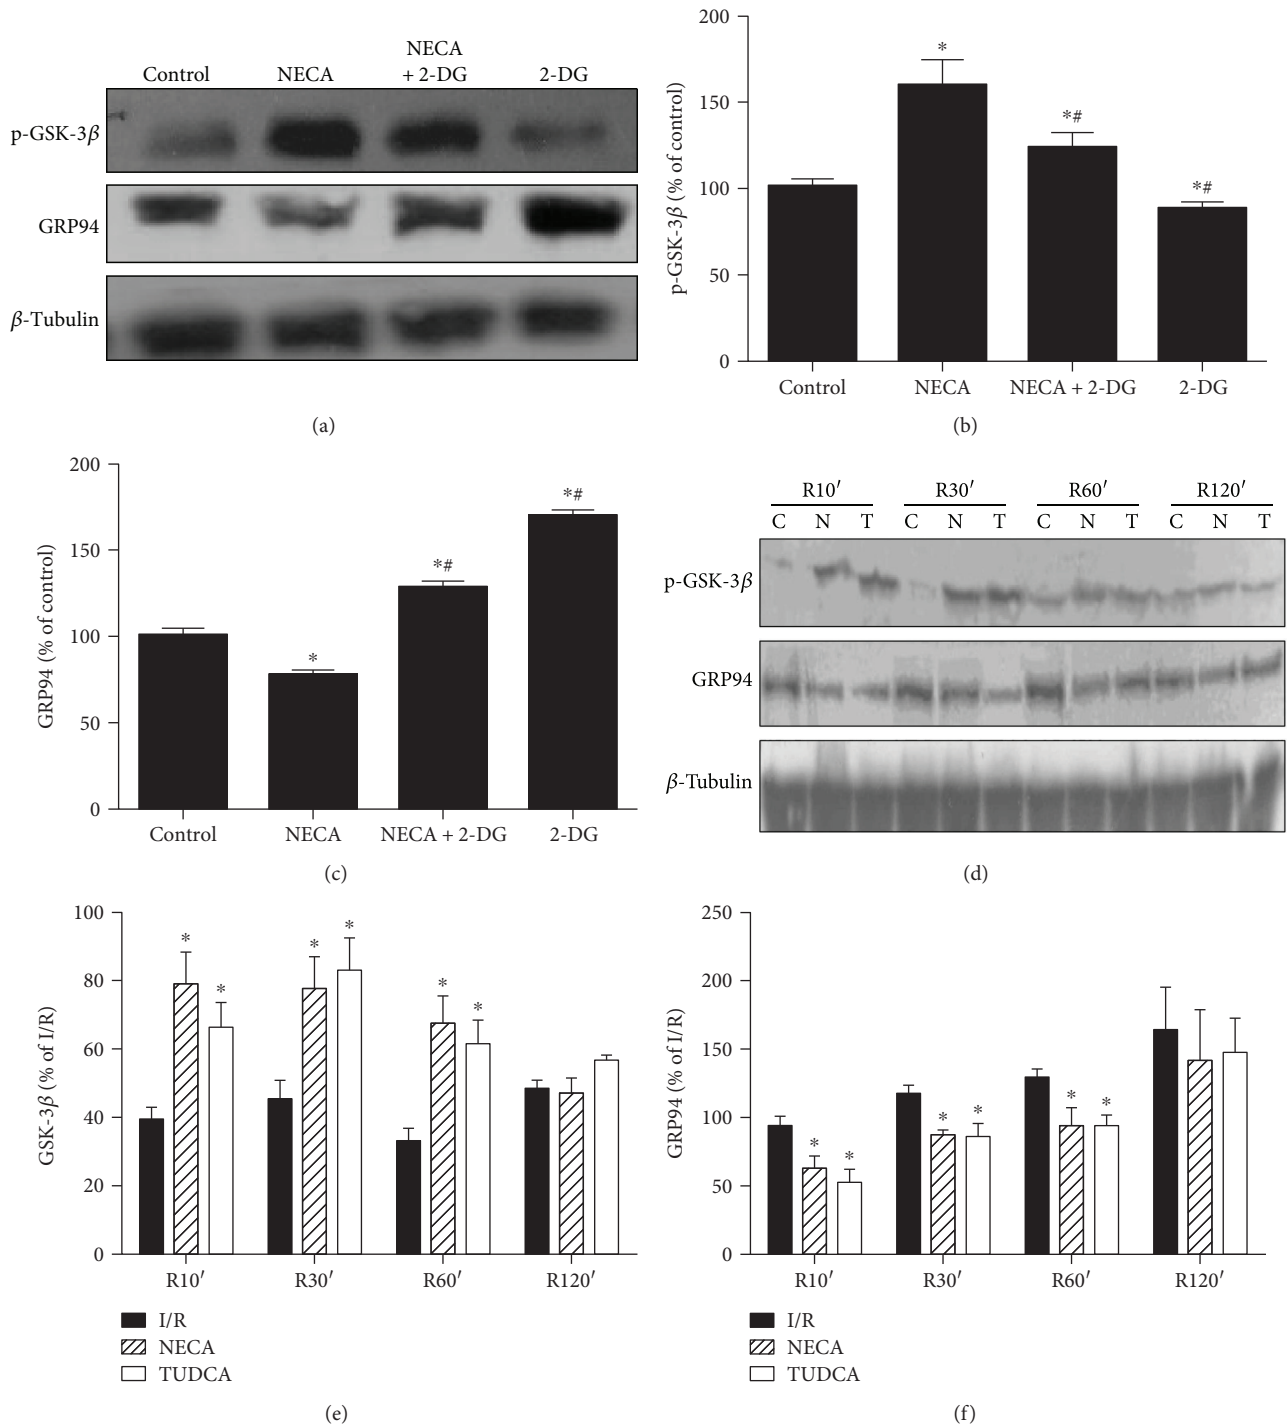 Control
NECA
NECA
+ 2-DG
2-DG
p-GSK-3β
GRP94
β-Tubulin
(a)
p-GSK-3β (% of control)
200
150
100
50
0
*
*#
*#
Control
NECA
NECA + 2-DG
2-DG
(b)
GRP94 (% of control)
200
150
100
50
0
*
*#
*#
Control
NECA
NECA + 2-DG
2-DG
(c)
R10′
R30′
R60′
R120′
C N T C N T C N T C N T
p-GSK-3β
GRP94
β-Tubulin
(d)
GSK-3β (% of I/R)
100
80
60
40
20
0
*
*
*
*
*
*
R10′
R30′
R60′
R120′
I/R
NECA
TUDCA
(e)
GRP94 (% of I/R)
250
200
150
100
50
0
*
*
*
*
*
*
R10′
R30′
R60′
R120′
I/R
NECA
TUDCA
(f)